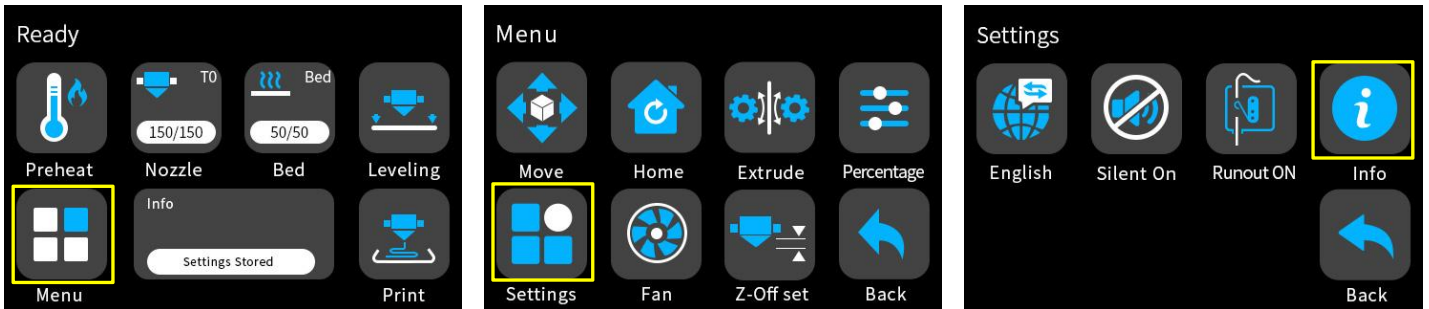 Ready
T0
150/150
Bed
50/50
Preheat
Nozzle
Bed
Leveling
Info
Settings Stored
Menu
Print
Menu
Move
Home
Extrude
Percentage
Settings
Fan
Z-Off set
Back
Settings
i
English
Silent On
Runout ON
Info
Back